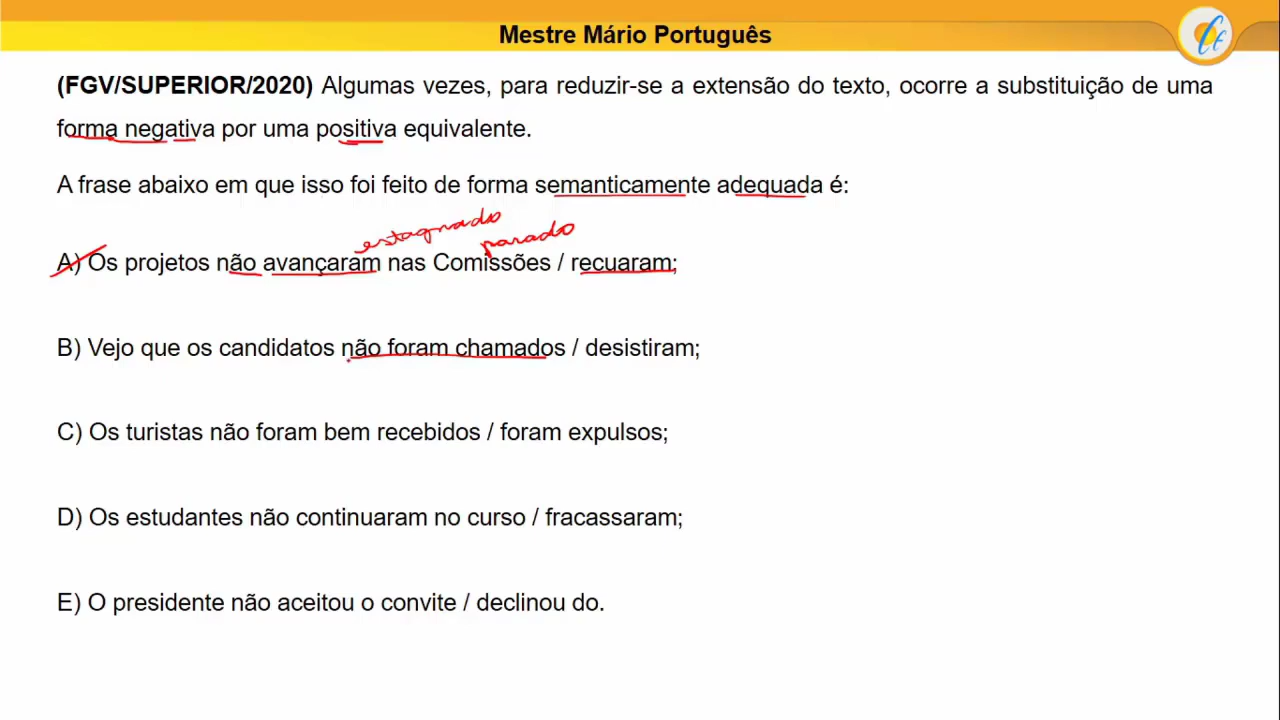 Mestre Mário Português
(FGV/SUPERIOR/2020) Algumas vezes, para reduzir-se a extensão do texto, ocorre a substituição de uma
forma negativa por uma positiva equivalente.
A frase abaixo em que isso foi feito de forma semanticamente adequada é:
estagnado
parado
A) Os projetos não avançaram nas Comissões / recuaram;
B) Vejo que os candidatos não foram chamados / desistiram;
C) Os turistas não foram bem recebidos / foram expulsos;
D) Os estudantes não continuaram no curso / fracassaram;
E) O presidente não aceitou o convite / declinou do.